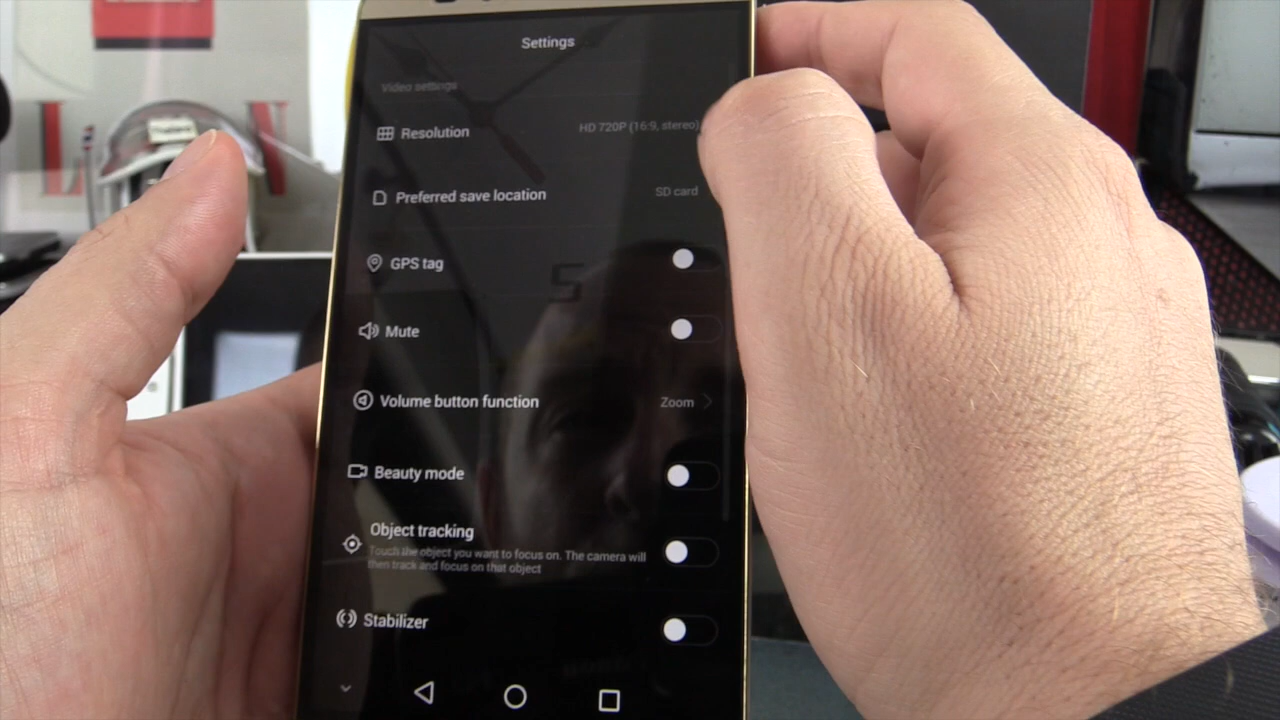 Settings
Video settings
Resolution
HD 720P (16:9, stereo)
Preferred save location
SD card
GPS tag
Mute
Volume button function
Zoom
Beauty mode
Object tracking
Touch the object you want to focus on. The camera will
then track and focus on that object
Stabilizer